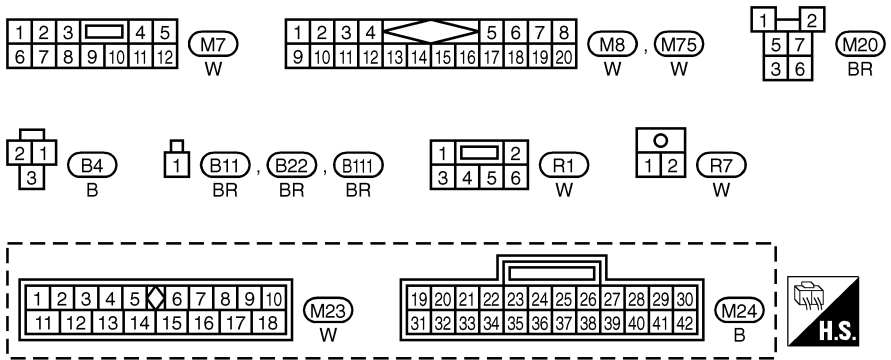 1 2 3 4 5
6 7 8 9 10 11 12
M7
W
1 2 3 4 5 6 7 8
9 10 11 12 13 14 15 16 17 18 19 20
M8 , M75
W W
1 2
5 7
3 6
M20
BR
2 1
3
B4
B
1
B11 , B22 , B111
BR BR BR
1 2
3 4 5 6
R1
W
1 2
R7
W
1 2 3 4 5 6 7 8 9 10
11 12 13 14 15 16 17 18
M23
W
19 20 21 22 23 24 25 26 27 28 29 30
31 32 33 34 35 36 37 38 39 40 41 42
M24
B
H.S.